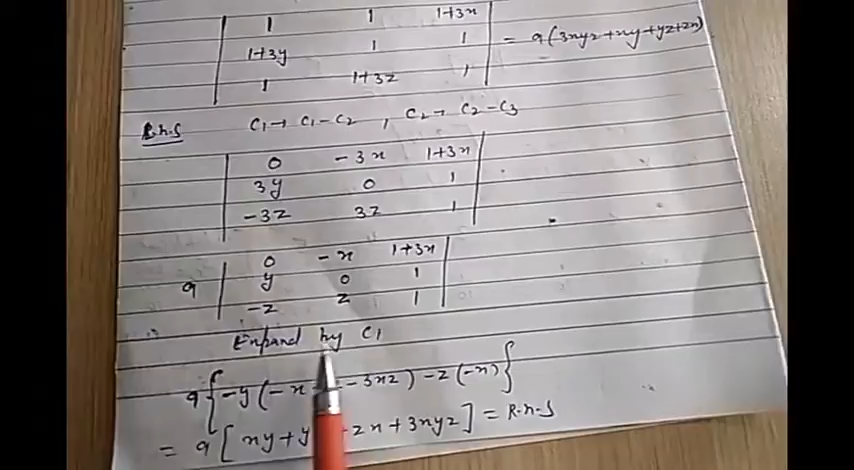 | 1 1 1+3x |
| 1+3y 1 1 | = 9(3xyz+xy+yz+zx)
| 1 1+3z 1 |
L.h.S C₁→ C₁-C₂ , C₂→ C₂-C₃
| 0 -3x 1+3x |
| 3y 0 1 |
| -3z 3z 1 |
| 0 -x 1+3x |
9 | y 0 1 |
| -z z 1 |
Expand by C₁
9{-y(-x - 3xz) -z(-x)}
= 9[xy+y zx+3xyz] = R.h.S